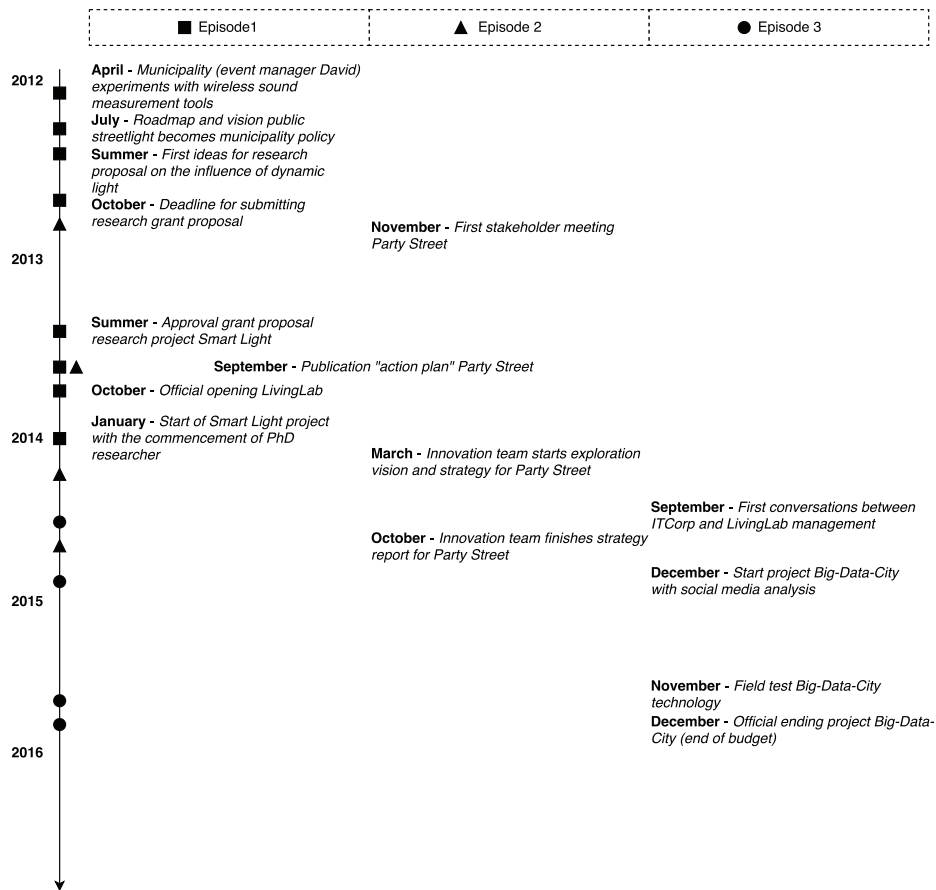 Episode1
Episode 2
Episode 3
2012
April - Municipality (event manager David)
experiments with wireless sound
measurement tools
July - Roadmap and vision public
streetlight becomes municipality policy
Summer - First ideas for research
proposal on the influence of dynamic
light
October - Deadline for submitting
research grant proposal
November - First stakeholder meeting
Party Street
2013
Summer - Approval grant proposal
research project Smart Light
September - Publication "action plan" Party Street
October - Official opening LivingLab
January - Start of Smart Light project
with the commencement of PhD
researcher
2014
March - Innovation team starts exploration
vision and strategy for Party Street
September - First conversations between
ITCorp and LivingLab management
October - Innovation team finishes strategy
report for Party Street
December - Start project Big-Data-City
with social media analysis
2015
November - Field test Big-Data-City
technology
December - Official ending project Big-Data-
City (end of budget)
2016